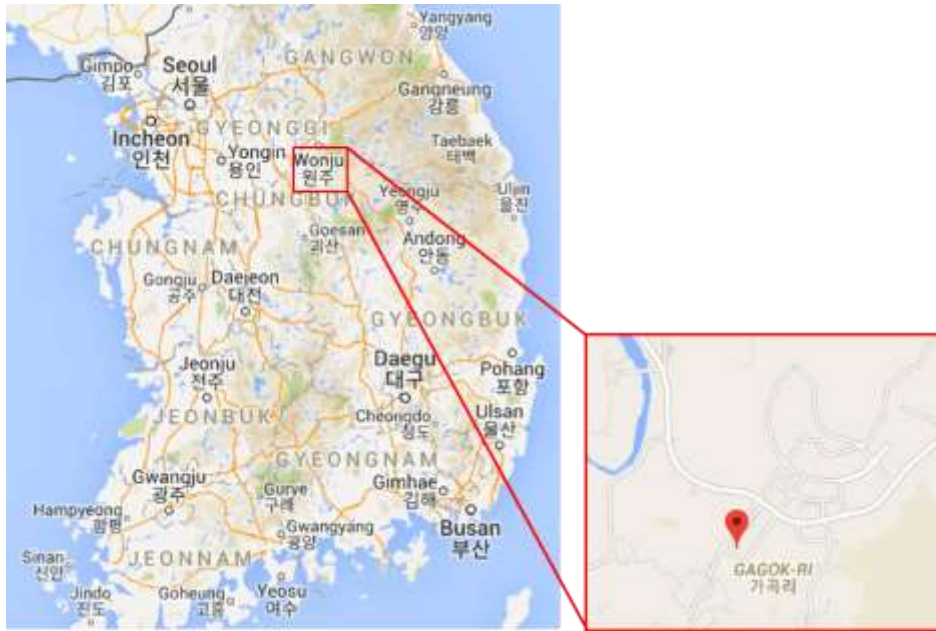 Yangyang
양양
Gimpo
김포
Seoul
서울
GANGWON
Gangneung
강릉
Incheon
인천
GYEONGGI
Yongin
용인
Wonju
원주
Taebaek
태백
CHUNGBUK
Yeongju
영주
Uljin
울진
Goesan
괴산
CHUNGNAM
Andong
안동
Gongju
공주
Daejeon
대전
GYEONGBUK
Jeonju
전주
Daegu
대구
Pohang
포항
JEONBUK
Cheongdo
청도
Ulsan
울산
GYEONGNAM
Gwangju
광주
Gurye
구례
Gimhae
김해
Hampyeong
함평
Gwangyang
광양
Busan
부산
Sinan
신안
JEONNAM
Jindo
진도
Goheung
고흥
Yeosu
여수
GAGOK-RI
가곡리